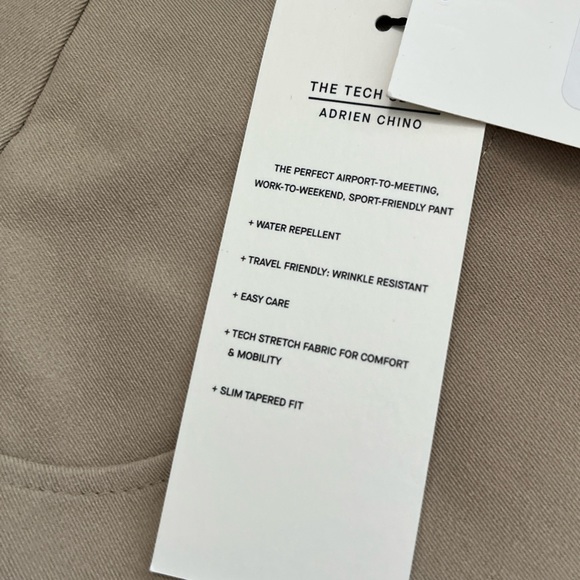 THE TECH
ADRIEN CHINO
THE PERFECT AIRPORT-TO-MEETING,
WORK-TO-WEEKEND, SPORT-FRIENDLY PANT
+ WATER REPELLENT
+ TRAVEL FRIENDLY: WRINKLE RESISTANT
+ EASY CARE
+ TECH STRETCH FABRIC FOR COMFORT
& MOBILITY
+ SLIM TAPERED FIT